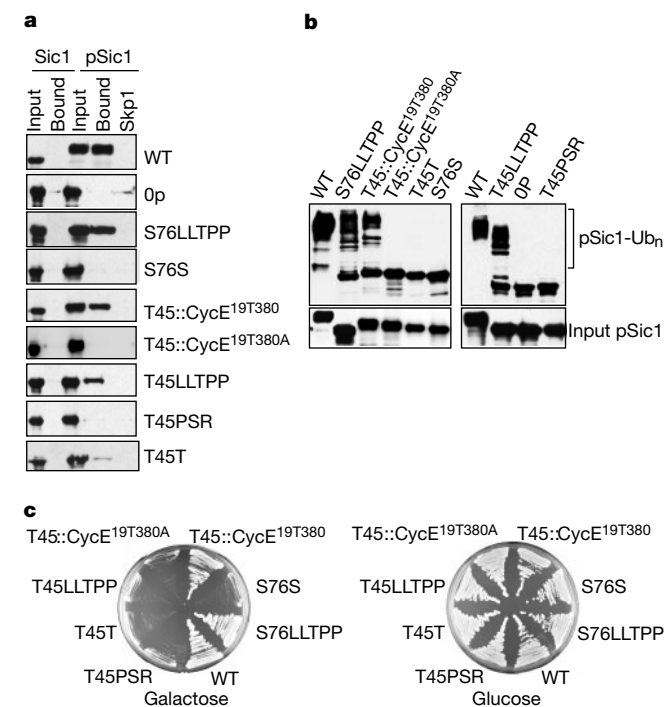 a
Sic1 pSic1
Input Bound Input Bound Skp1
WT
0p
S76LLTPP
S76S
T45::CycE19T380
T45::CycE19T380A
T45LLTPP
T45PSR
T45T
b
WT S76LLTPP T45::CycE19T380 T45::CycE19T380A T45T S76S
WT T45LLTPP 0P T45PSR
pSic1-Ubn
Input pSic1
c
T45::CycE19T380A T45::CycE19T380
T45LLTPP S76S
T45T S76LLTPP
T45PSR WT
Galactose
T45::CycE19T380A T45::CycE19T380
T45LLTPP S76S
T45T S76LLTPP
T45PSR WT
Glucose